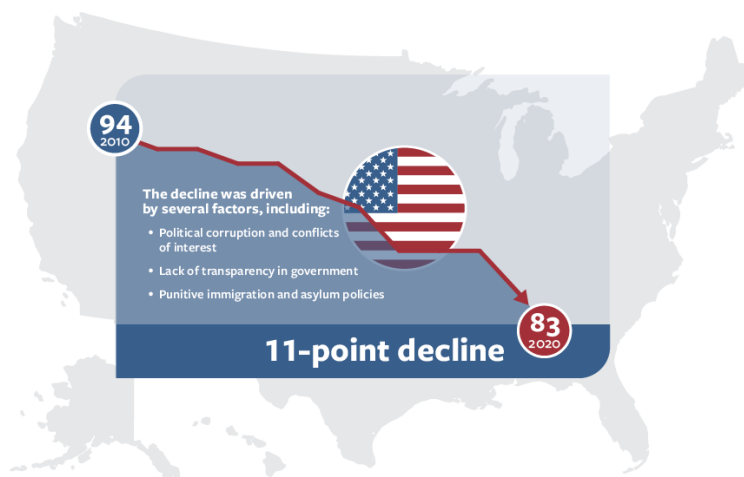 94
2010
The decline was driven
by several factors, including:
• Political corruption and conflicts
of interest
• Lack of transparency in government
• Punitive immigration and asylum policies
83
2020
11-point decline